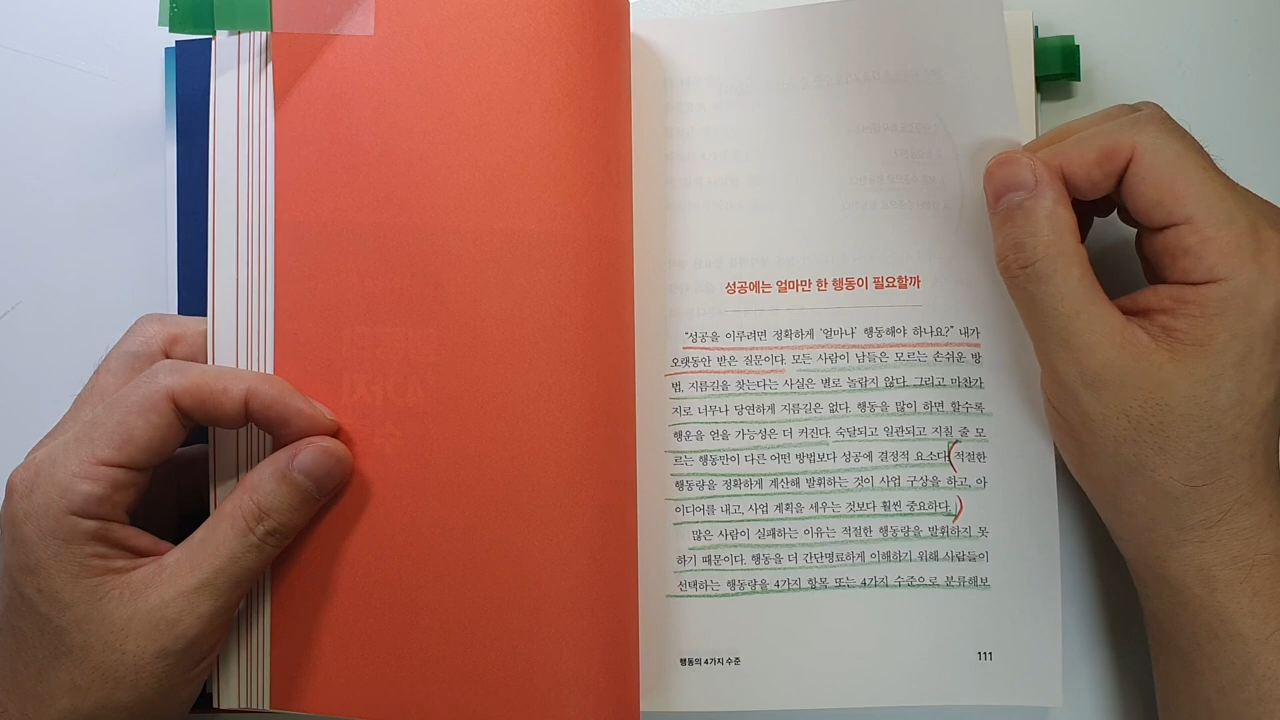 성공에는 얼마만 한 행동이 필요할까
"성공을 이루려면 정확하게 '얼마나' 행동해야 하나요?" 내가
오랫동안 받은 질문이다. 모든 사람이 남들은 모르는 손쉬운 방
법, 지름길을 찾는다는 사실은 별로 놀랍지 않다. 그리고 마찬가
지로 너무나 당연하게 지름길은 없다. 행동을 많이 하면 할수록
행운을 얻을 가능성은 더 커진다. 숙달되고 일관되고 지칠 줄 모
르는 행동만이 다른 어떤 방법보다 성공에 결정적 요소다. 적절한
행동량을 정확하게 계산해 발휘하는 것이 사업 구상을 하고, 아
이디어를 내고, 사업 계획을 세우는 것보다 훨씬 중요하다.
많은 사람이 실패하는 이유는 적절한 행동량을 발휘하지 못
하기 때문이다. 행동을 더 간단명료하게 이해하기 위해 사람들이
선택하는 행동량을 4가지 항목 또는 4가지 수준으로 분류해보
행동의 4가지 수준
111